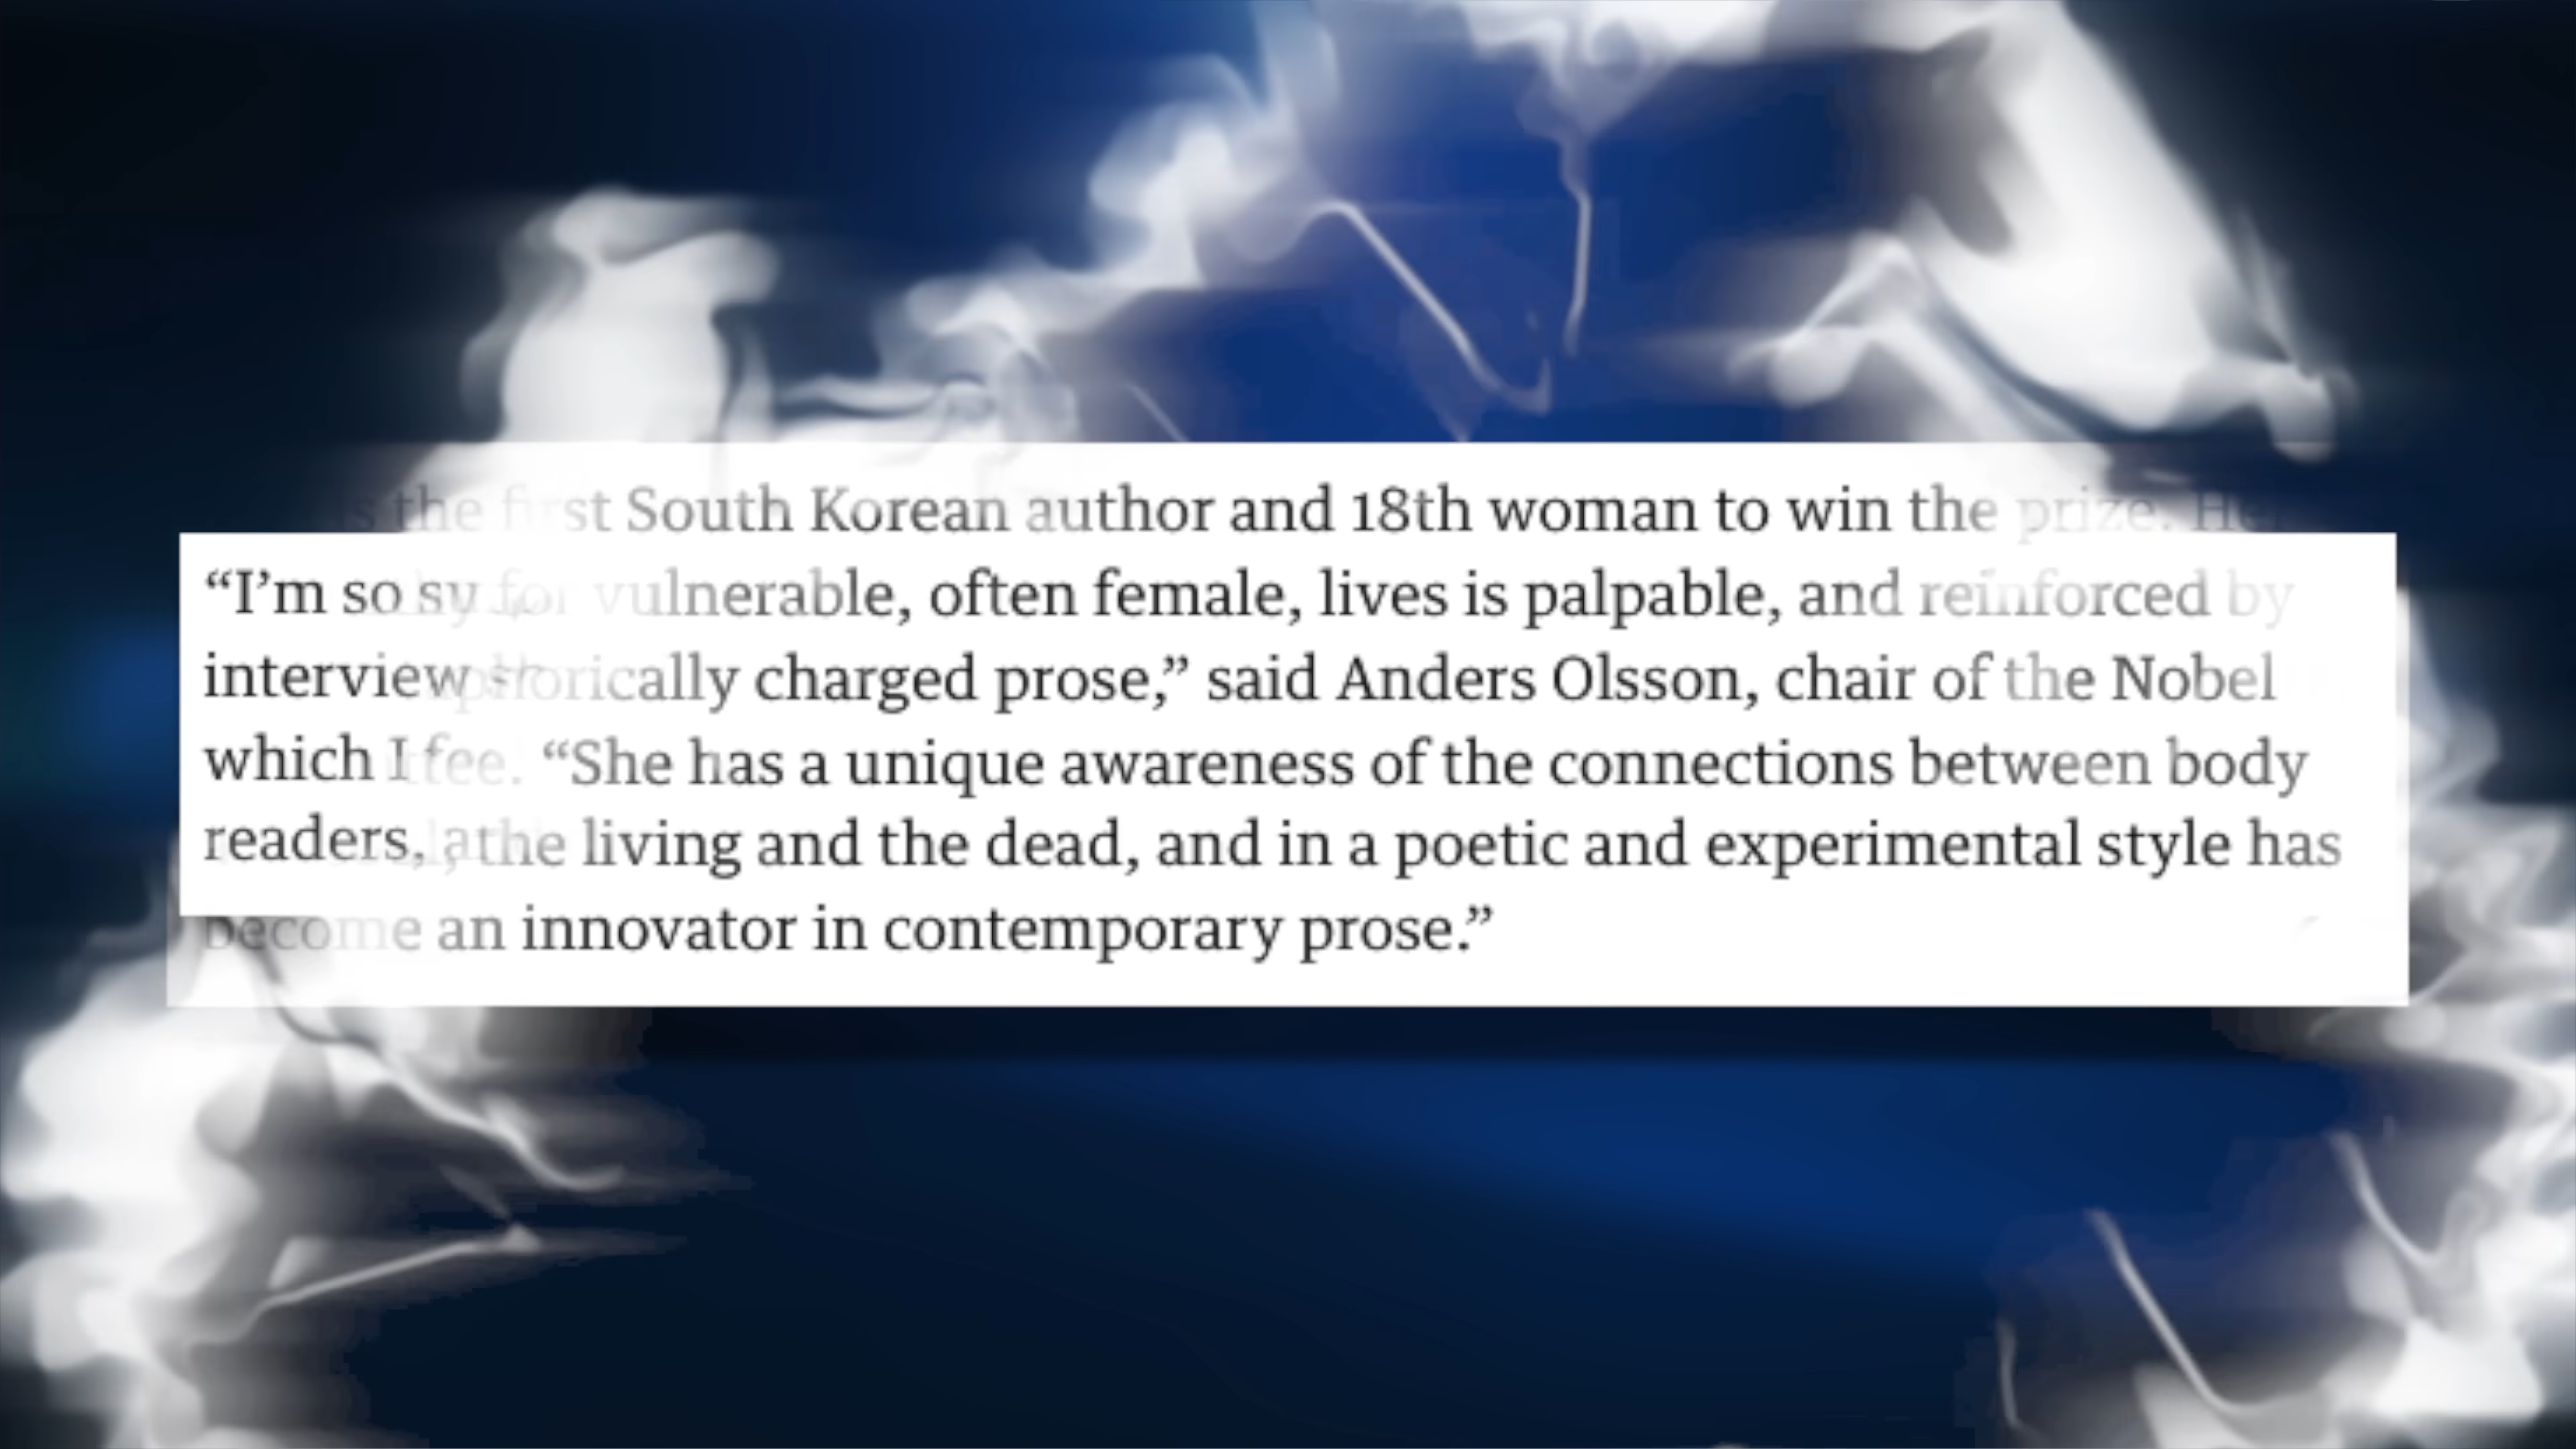 the first South Korean author and 18th woman to win the prize.
“I’m so vulnerable, often female, lives is palpable, and reinforced by
interview charged prose,” said Anders Olsson, chair of the Nobel
which I “She has a unique awareness of the connections between body
readers, the living and the dead, and in a poetic and experimental style has
become an innovator in contemporary prose.”